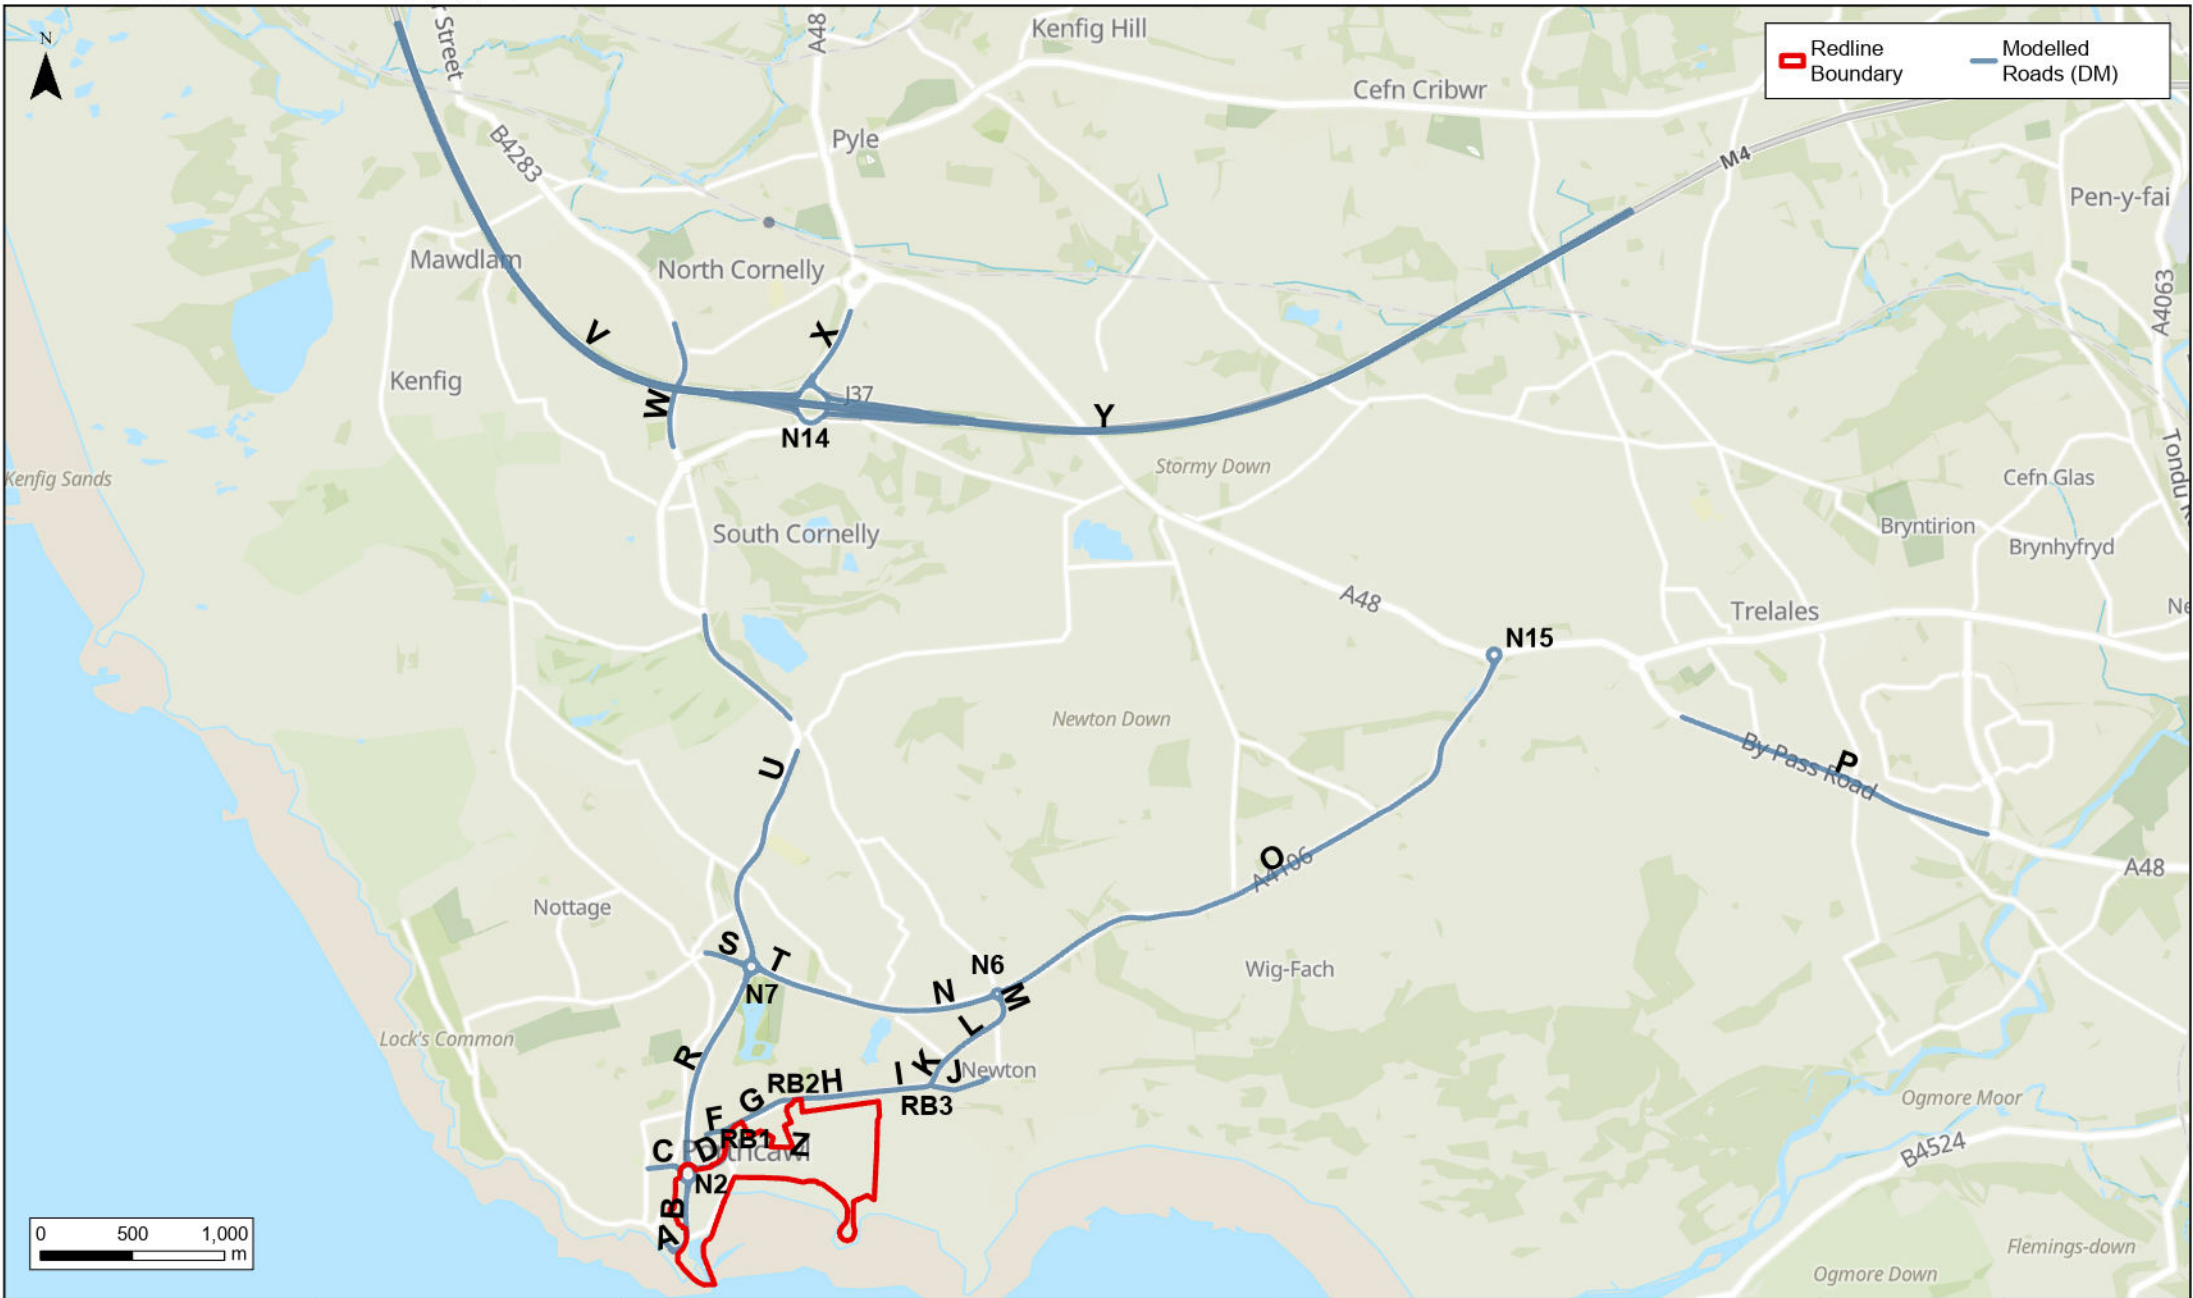 Street
A48
Kenfig Hill
Redline
Boundary
Modelled
Roads (DM)
N
Cefn Cribwr
B4283
Pyle
M4
Pen-y-fai
Mawdlam
North Cornelly
A4063
V
X
Kenfig
W
J37
N14
Y
Stormy Down
Kenfig Sands
Cefn Glas
Tondu
South Cornelly
Bryntirion
Brynhyfryd
A48
Trelales
N15
Newton Down
U
By Pass Road
P
O
A4106
A48
Nottage
S
T
N6
Wig-Fach
N7
N
M
L
Lock's Common
R
K
J
I
Newton
RB2
H
G
RB3
Ogmore Moor
F
RB1
D
Z
C
Porthcawl
B4524
N2
B
A
0 500 1,000
m
Flemings-down
Ogmore Down